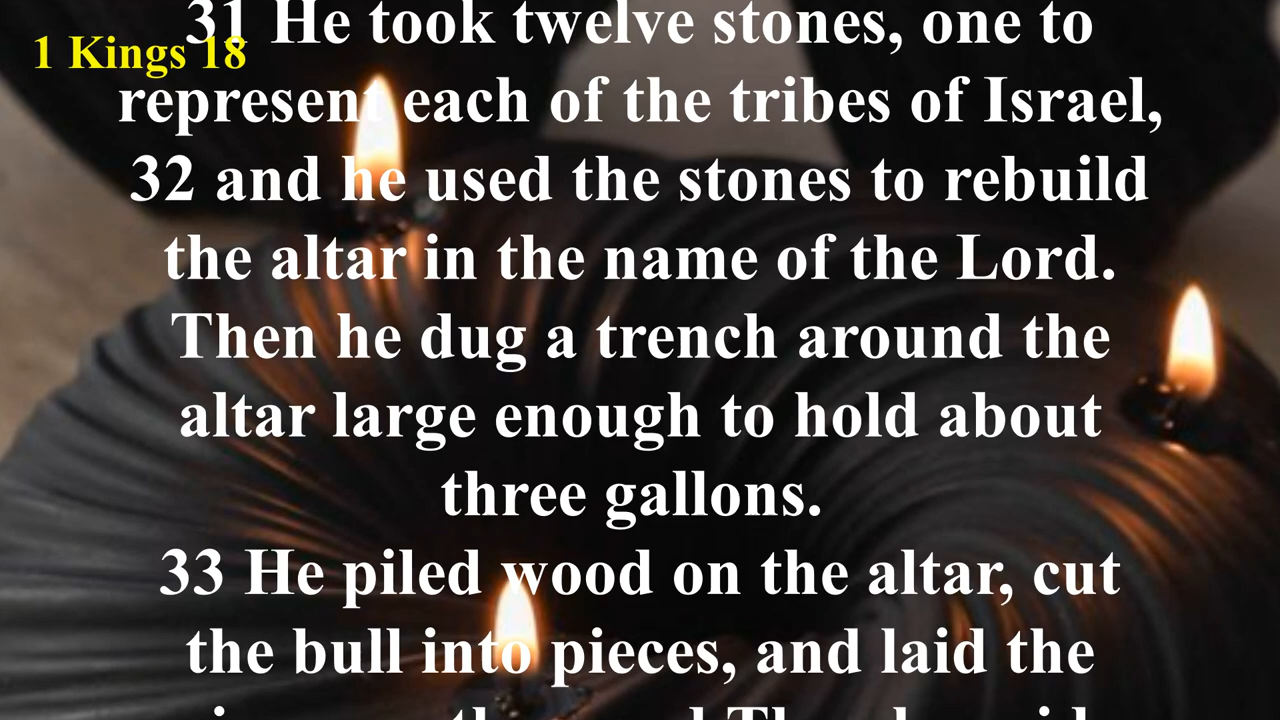 1 Kings 18
31 He took twelve stones, one to
represent each of the tribes of Israel,
32 and he used the stones to rebuild
the altar in the name of the Lord.
Then he dug a trench around the
altar large enough to hold about
three gallons.
33 He piled wood on the altar, cut
the bull into pieces, and laid the